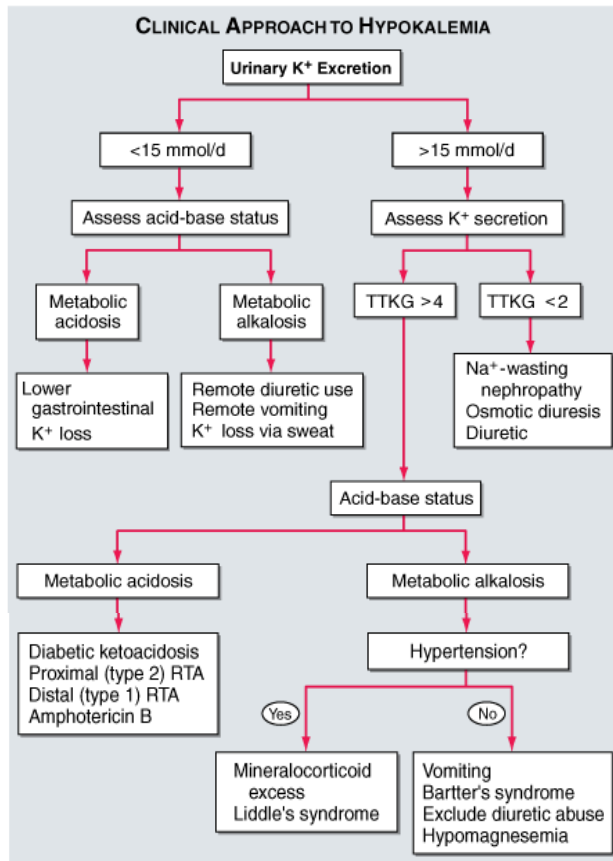 CLINICAL APPROACH TO HYPOKALEMIA
Urinary K⁺ Excretion
<15 mmol/d
>15 mmol/d
Assess acid-base status
Assess K⁺ secretion
Metabolic
acidosis
Metabolic
alkalosis
TTKG >4
TTKG <2
Lower
gastrointestinal
K⁺ loss
Remote diuretic use
Remote vomiting
K⁺ loss via sweat
Na⁺-wasting
nephropathy
Osmotic diuresis
Diuretic
Acid-base status
Metabolic acidosis
Metabolic alkalosis
Diabetic ketoacidosis
Proximal (type 2) RTA
Distal (type 1) RTA
Amphotericin B
Hypertension?
Yes
No
Mineralocorticoid
excess
Liddle's syndrome
Vomiting
Bartter's syndrome
Exclude diuretic abuse
Hypomagnesemia